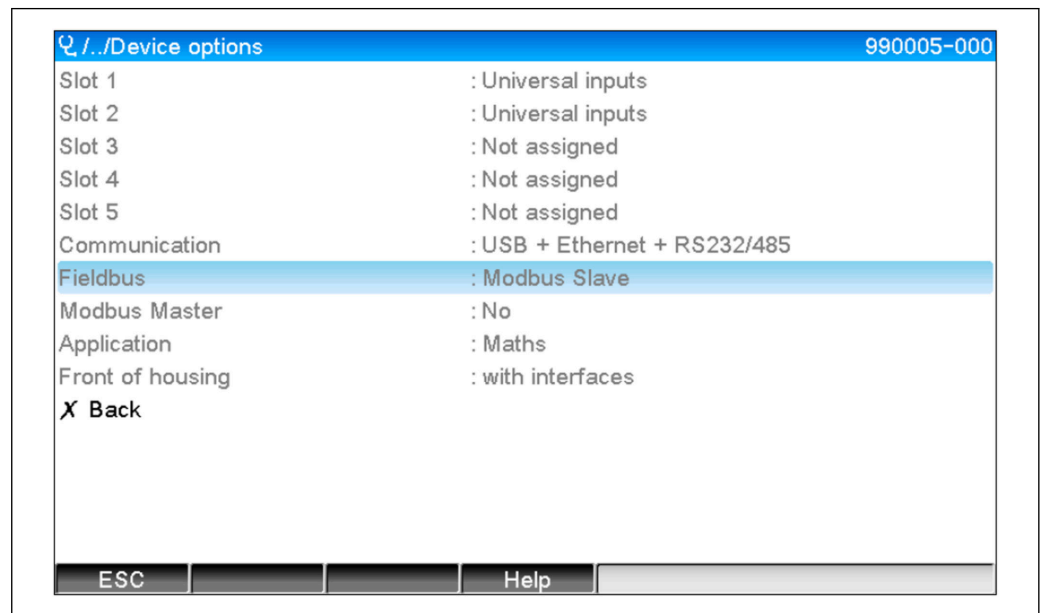 /../Device options 990005-000
Slot 1 : Universal inputs
Slot 2 : Universal inputs
Slot 3 : Not assigned
Slot 4 : Not assigned
Slot 5 : Not assigned
Communication : USB + Ethernet + RS232/485
Fieldbus : Modbus Slave
Modbus Master : No
Application : Maths
Front of housing : with interfaces
X Back
ESC Help